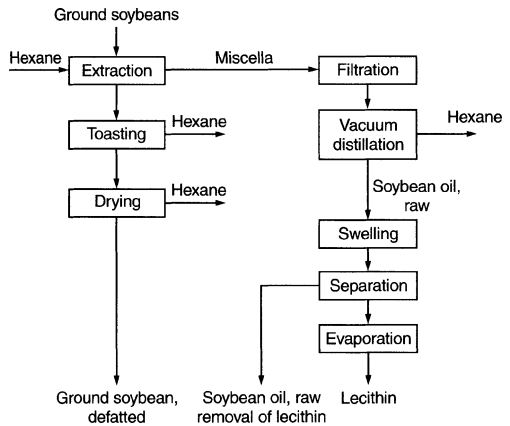 Ground soybeans
Hexane
Extraction
Miscella
Filtration
Toasting
Hexane
Vacuum
distillation
Hexane
Drying
Hexane
Soybean oil,
raw
Swelling
Separation
Evaporation
Ground soybean,
defatted
Soybean oil, raw
removal of lecithin
Lecithin